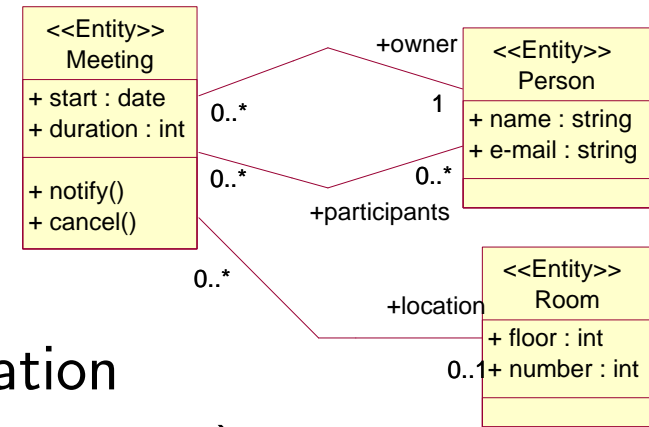 <<Entity>>
Meeting
+ start : date
+ duration : int
+ notify()
+ cancel()
0..*
+owner
1
0..*
0..*
+participants
0..*
+location
0..1
<<Entity>>
Person
+ name : string
+ e-mail : string
<<Entity>>
Room
+ floor : int
+ number : int
ation